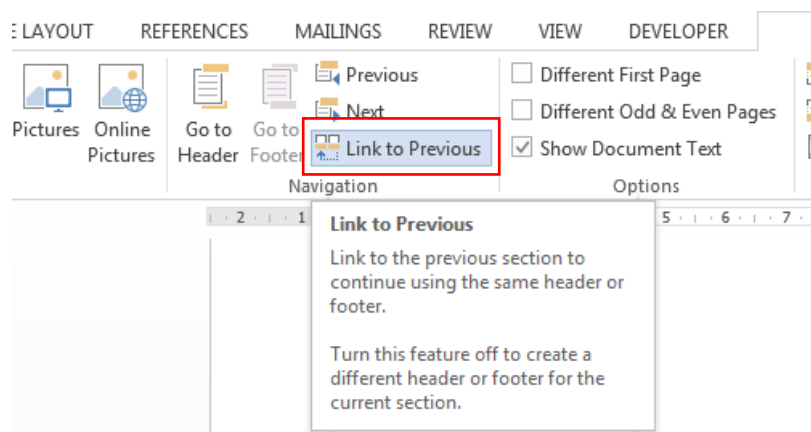 E LAYOUT REFERENCES MAILINGS REVIEW VIEW DEVELOPER
Previous Different First Page
Next Different Odd & Even Pages
Pictures Online Go to Go to
Link to Previous Show Document Text
Pictures Header Footer
Navigation Options
2 1 5 6 7
Link to Previous
Link to the previous section to
continue using the same header or
footer.
Turn this feature off to create a
different header or footer for the
current section.